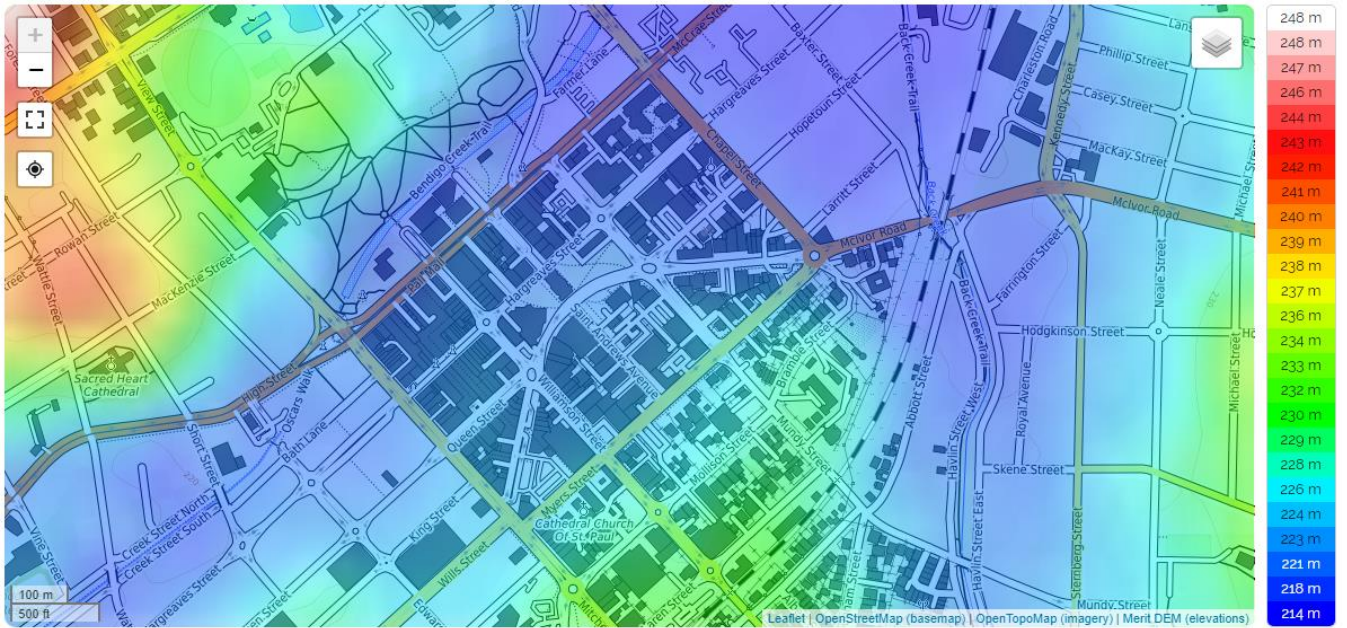 +
−
View Street
Farmer Lane
McCrae Street
Baxter Street
Back Creek Trail
Charleston Road
Phillip Street
Casey Street
Kennedy Street
MacKay Street
Michael Street
Hargreaves Street
Hopetoun Street
Chapel Street
Larritt Street
Bendigo Creek Trail
McIvor Road
McIvor Road
Rowan Street
Wattle Street
MacKenzie Street
Pall Mall
Hargreaves Street
Saint Andrews Avenue
Farrington Street
Neale Street
230
Back Creek Trail
Hodgkinson Street
Sacred Heart
Cathedral
High Street
Oscars Walk
Bath Lane
Short Street
Queen Street
Williamson Street
Bramble Street
Mundy Street
Mollison Street
Abbott Street
Havlin Street West
Royal Avenue
Michael Street
Skene Street
220
Creek Street North
Creek Street South
King Street
Myers Street
Cathedral Church
Of St. Paul
Wills Street
Havlin Street East
Sternberg Street
Vine Street
Hargreaves Street
Mundy Street
100 m
500 ft
Leaflet | OpenStreetMap (basemap) | OpenTopoMap (imagery) | Merit DEM (elevations)
248 m
248 m
247 m
246 m
244 m
243 m
242 m
241 m
240 m
239 m
238 m
237 m
236 m
234 m
233 m
232 m
230 m
229 m
228 m
226 m
224 m
223 m
221 m
218 m
214 m